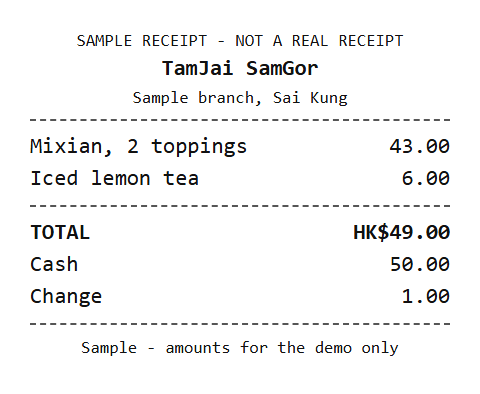 SAMPLE RECEIPT - NOT A REAL RECEIPT
TamJai SamGor
Sample branch, Sai Kung
Mixian, 2 toppings 43.00
Iced lemon tea 6.00
TOTAL HK$49.00
Cash 50.00
Change 1.00
Sample - amounts for the demo only